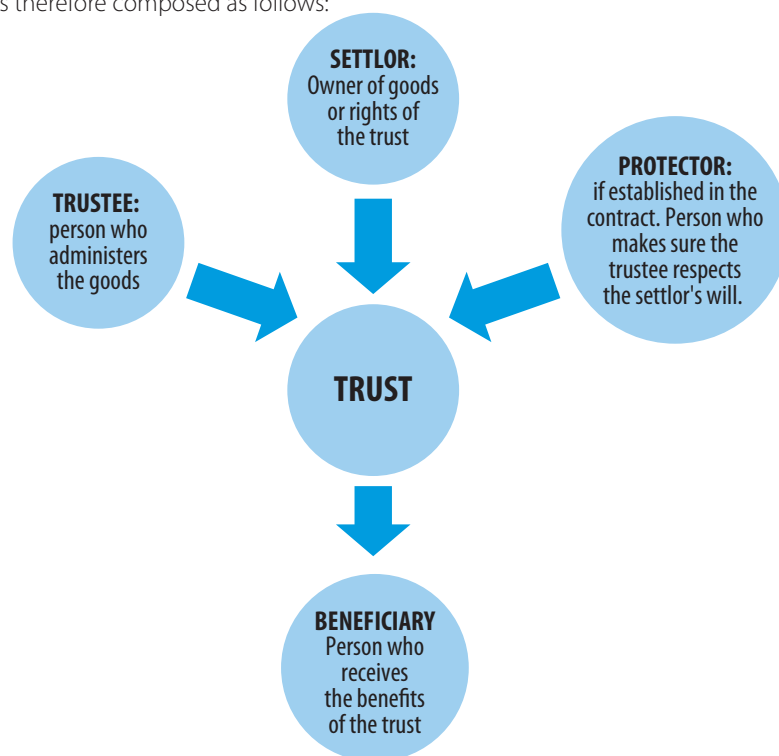 s therefore composed as follows:
SETTLOR:
Owner of goods
or rights of
the trust
TRUSTEE:
person who
administers
the goods
PROTECTOR:
if established in the
contract. Person who
makes sure the
trustee respects
the settlor's will.
TRUST
BENEFICIARY
Person who
receives
the benefits
of the trust